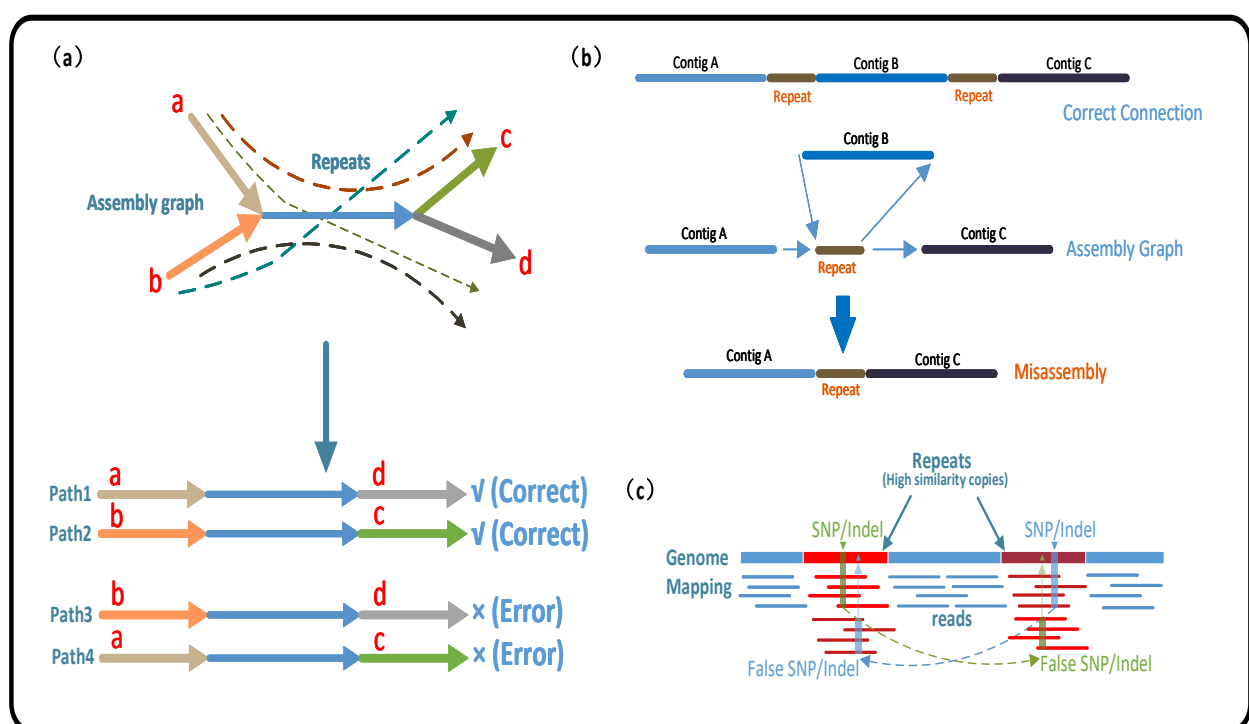 (a)
a
Repeats
c
Assembly graph
b
d
a
d
Path1
√ (Correct)
b
c
Path2
√ (Correct)
b
d
Path3
× (Error)
a
c
Path4
× (Error)
(b)
Contig A
Contig B
Contig C
Repeat
Repeat
Correct Connection
Contig B
Contig A
Contig C
Assembly Graph
Repeat
Contig A
Contig C
Misassembly
Repeat
(c)
Repeats
(High similarity copies)
SNP/Indel
SNP/Indel
Genome
Mapping
reads
False SNP/Indel
False SNP/Indel